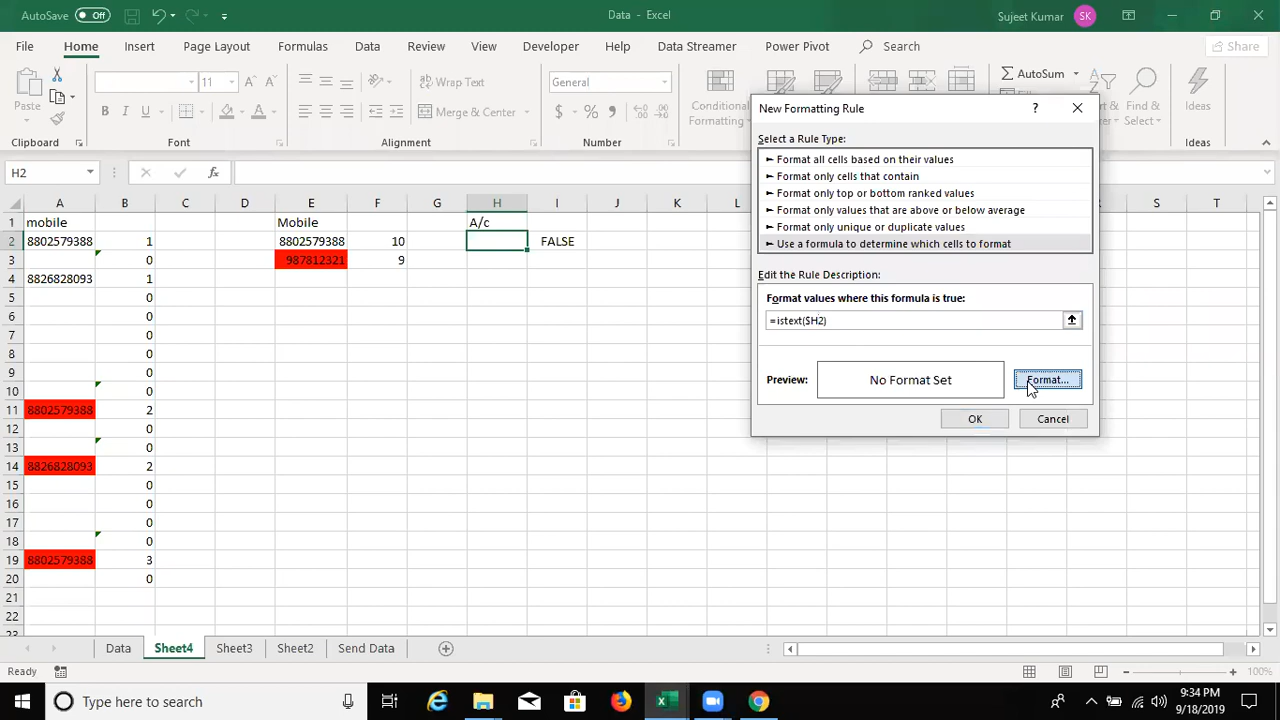 AutoSave Off
Data - Excel
Sujeet Kumar SK
File Home Insert Page Layout Formulas Data Review View Developer Help Data Streamer Power Pivot Search Share
Paste
11 A A
Wrap Text
General
Conditional
Formatting
AutoSum
Find &
Select
Ideas
B I U
Merge & Center
$ % ,
Clipboard Font Alignment Number Ideas
H2
fx
A B C D E F G H I J K L S T
1 mobile Mobile A/c
2 8802579388 1 8802579388 10 FALSE
3 0 987812321 9
4 8826828093 1
5 0
6 0
7 0
8 0
9 0
10 0
11 8802579388 2
12 0
13 0
14 8826828093 2
15 0
16 0
17 0
18 0
19 8802579388 3
20 0
21
22
23
New Formatting Rule ?
Select a Rule Type:
► Format all cells based on their values
► Format only cells that contain
► Format only top or bottom ranked values
► Format only values that are above or below average
► Format only unique or duplicate values
► Use a formula to determine which cells to format
Edit the Rule Description:
Format values where this formula is true:
=istext($H2)
Preview: No Format Set Format...
OK Cancel
Data Sheet4 Sheet3 Sheet2 Send Data
Ready
100%
Type here to search
9:34 PM
9/18/2019